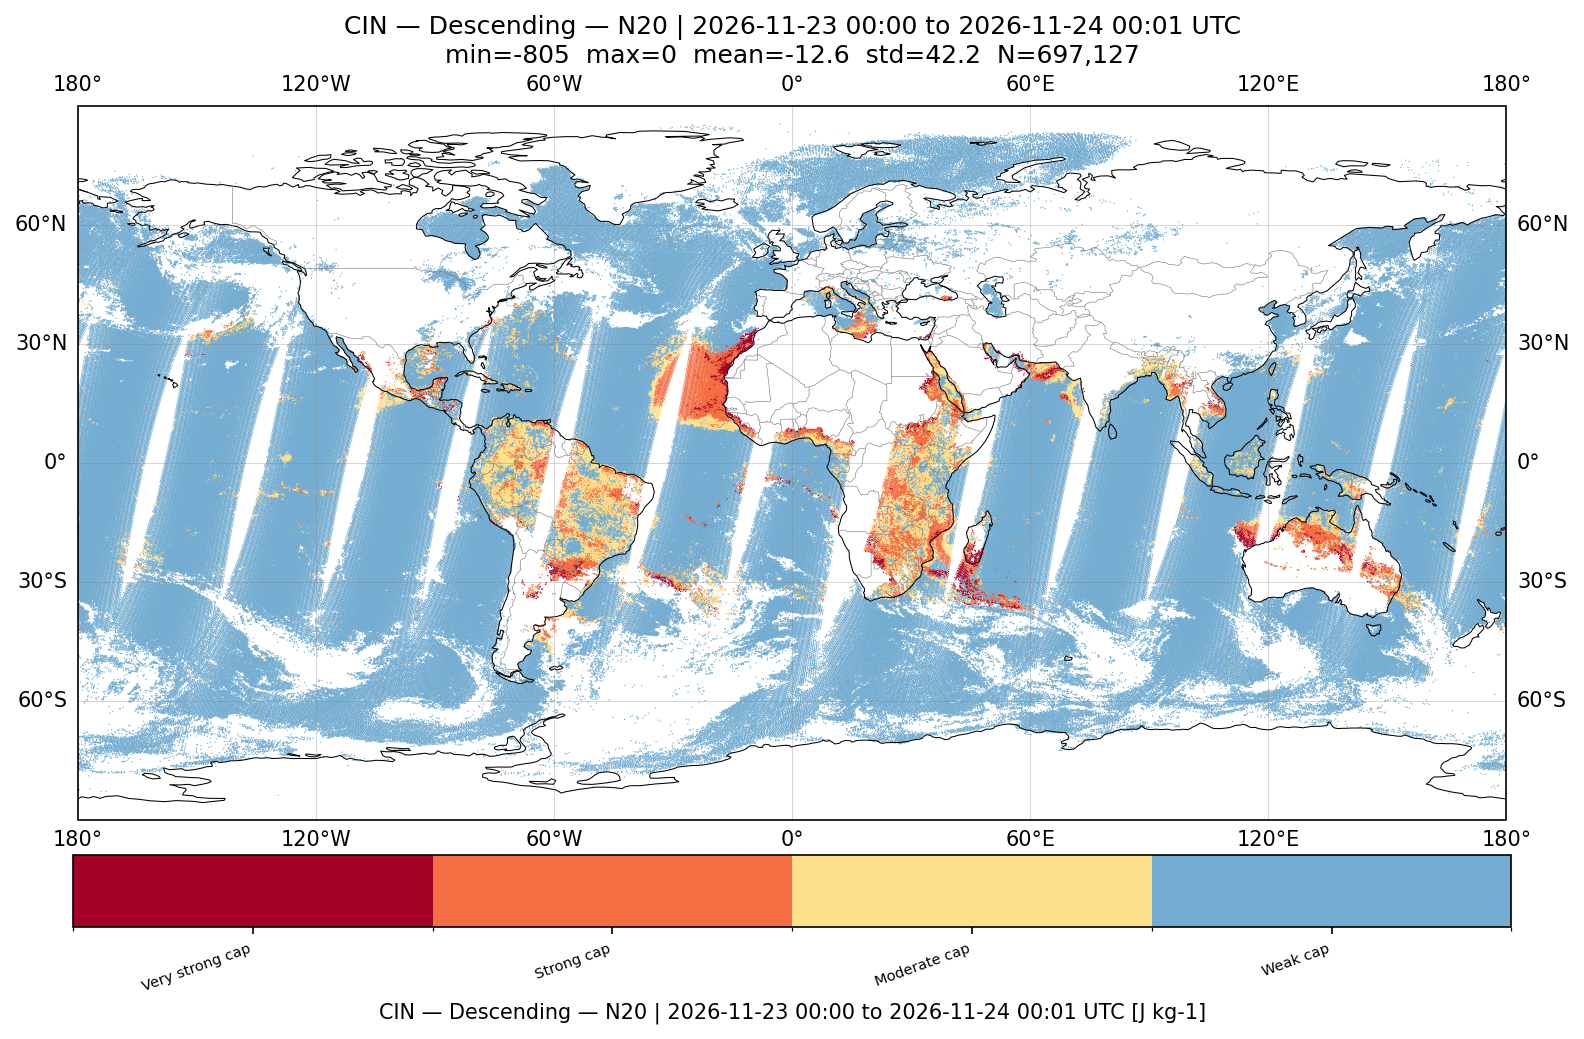 CIN — Descending — N20 | 2026-11-23 00:00 to 2026-11-24 00:01 UTC
min=-805 max=0 mean=-12.6 std=42.2 N=697,127
180° 120°W 60°W 0° 60°E 120°E 180°
60°N 60°N
30°N 30°N
0° 0°
30°S 30°S
60°S 60°S
180° 120°W 60°W 0° 60°E 120°E 180°
Very strong cap Strong cap Moderate cap Weak cap
CIN — Descending — N20 | 2026-11-23 00:00 to 2026-11-24 00:01 UTC [J kg-1]